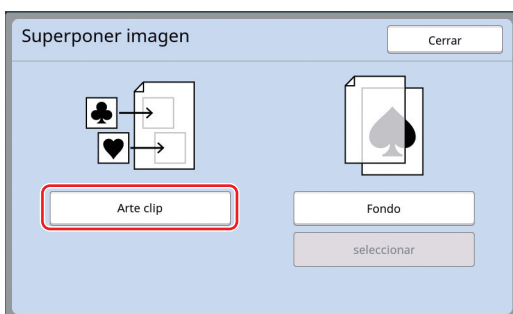 Superponer imagen
Cerrar
Arte clip
Fondo
seleccionar